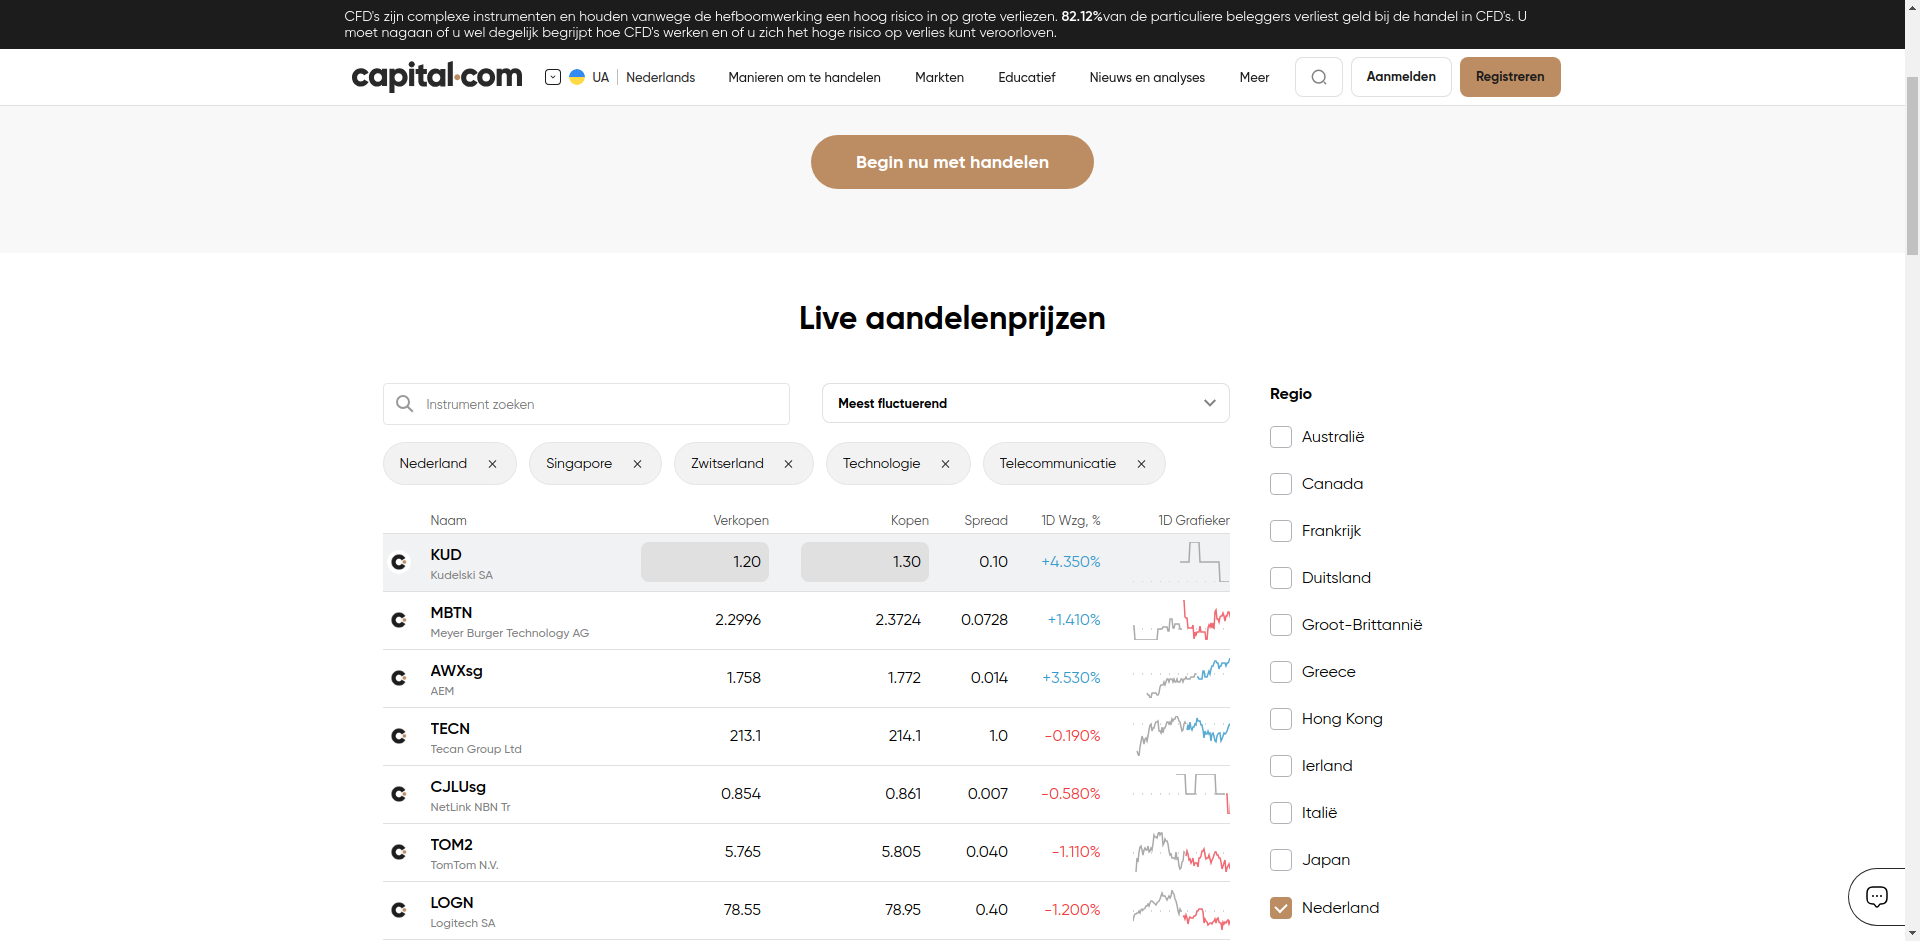 CFD's zijn complexe instrumenten en houden vanwege de hefboomwerking een hoog risico in op grote verliezen. 82.12%van de particuliere beleggers verliest geld bij de handel in CFD's. U
moet nagaan of u wel degelijk begrijpt hoe CFD's werken en of u zich het hoge risico op verlies kunt veroorloven.
capital.com UA Nederlands Manieren om te handelen Markten Educatief Nieuws en analyses Meer Aanmelden Registreren
Begin nu met handelen
Live aandelenprijzen
Instrument zoeken
Meest fluctuerend
Nederland Singapore Zwitserland Technologie Telecommunicatie
Naam Verkopen Kopen Spread 1D Wzg, % 1D Grafieken
KUD 1.20 1.30 0.10 +4.350%
Kudelski SA
MBTN 2.2996 2.3724 0.0728 +1.410%
Meyer Burger Technology AG
AWXsg 1.758 1.772 0.014 +3.530%
AEM
TECN 213.1 214.1 1.0 -0.190%
Tecan Group Ltd
CJLUsg 0.854 0.861 0.007 -0.580%
NetLink NBN Tr
TOM2 5.765 5.805 0.040 -1.110%
TomTom N.V.
LOGN 78.55 78.95 0.40 -1.200%
Logitech SA
Regio
Australië
Canada
Frankrijk
Duitsland
Groot-Brittannië
Greece
Hong Kong
Ierland
Italië
Japan
Nederland